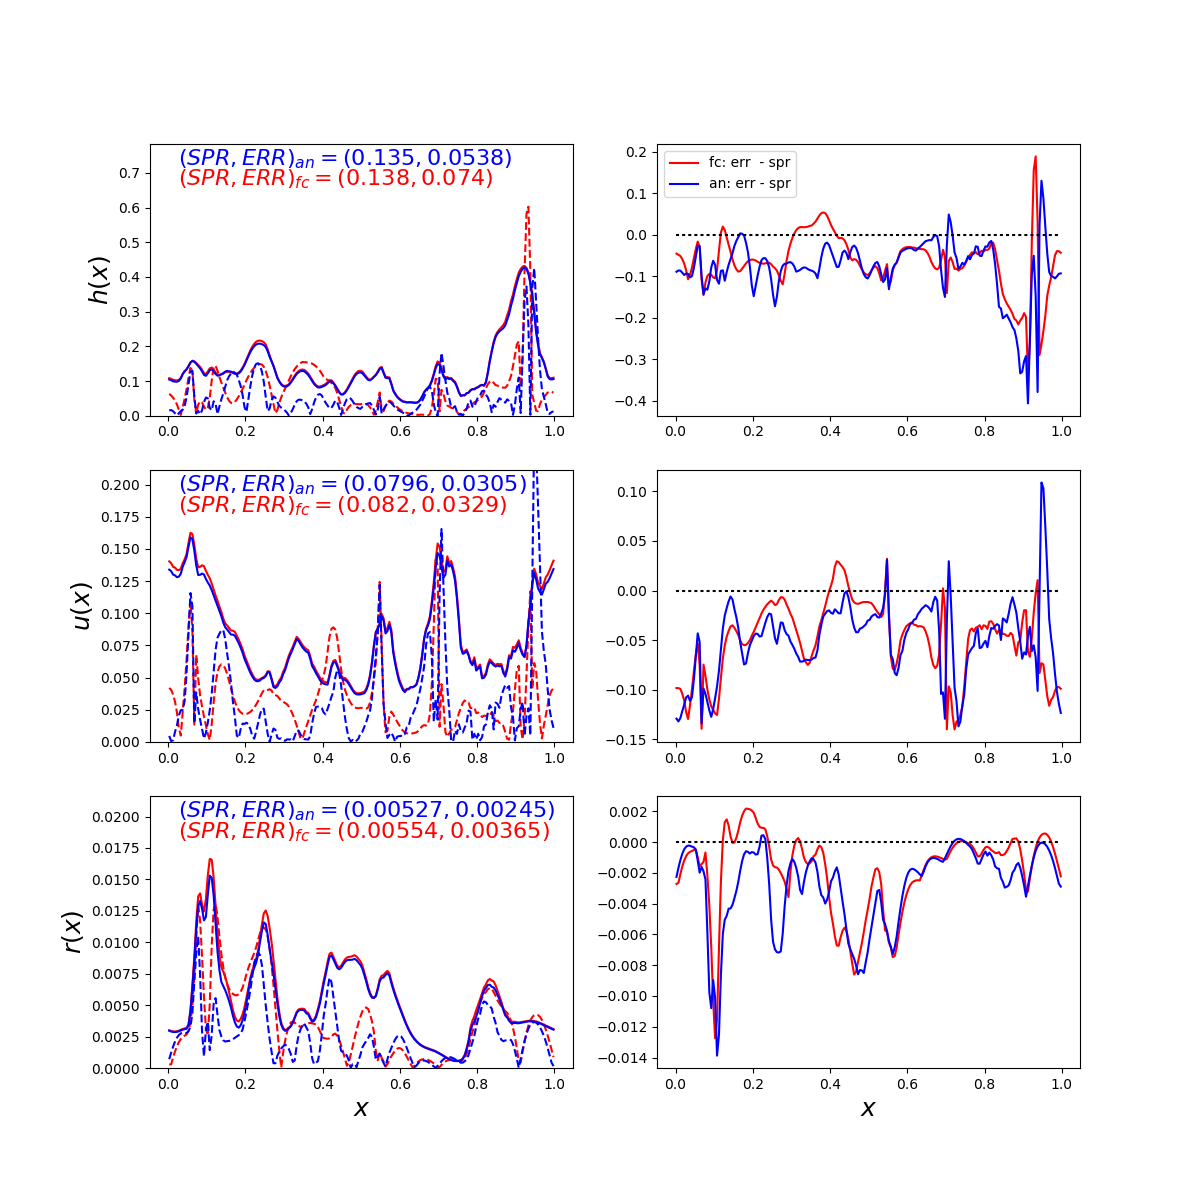 (SPR, ERR)an = (0.135, 0.0538)
(SPR, ERR)fc = (0.138, 0.074)
h(x)
0.7
0.6
0.5
0.4
0.3
0.2
0.1
0.0
0.0 0.2 0.4 0.6 0.8 1.0
fc: err - spr
an: err - spr
0.2
0.1
0.0
−0.1
−0.2
−0.3
−0.4
0.0 0.2 0.4 0.6 0.8 1.0
(SPR, ERR)an = (0.0796, 0.0305)
(SPR, ERR)fc = (0.082, 0.0329)
u(x)
0.200
0.175
0.150
0.125
0.100
0.075
0.050
0.025
0.000
0.0 0.2 0.4 0.6 0.8 1.0
0.10
0.05
0.00
−0.05
−0.10
−0.15
0.0 0.2 0.4 0.6 0.8 1.0
(SPR, ERR)an = (0.00527, 0.00245)
(SPR, ERR)fc = (0.00554, 0.00365)
r(x)
0.0200
0.0175
0.0150
0.0125
0.0100
0.0075
0.0050
0.0025
0.0000
0.0 0.2 0.4 0.6 0.8 1.0
x
0.002
0.000
−0.002
−0.004
−0.006
−0.008
−0.010
−0.012
−0.014
0.0 0.2 0.4 0.6 0.8 1.0
x